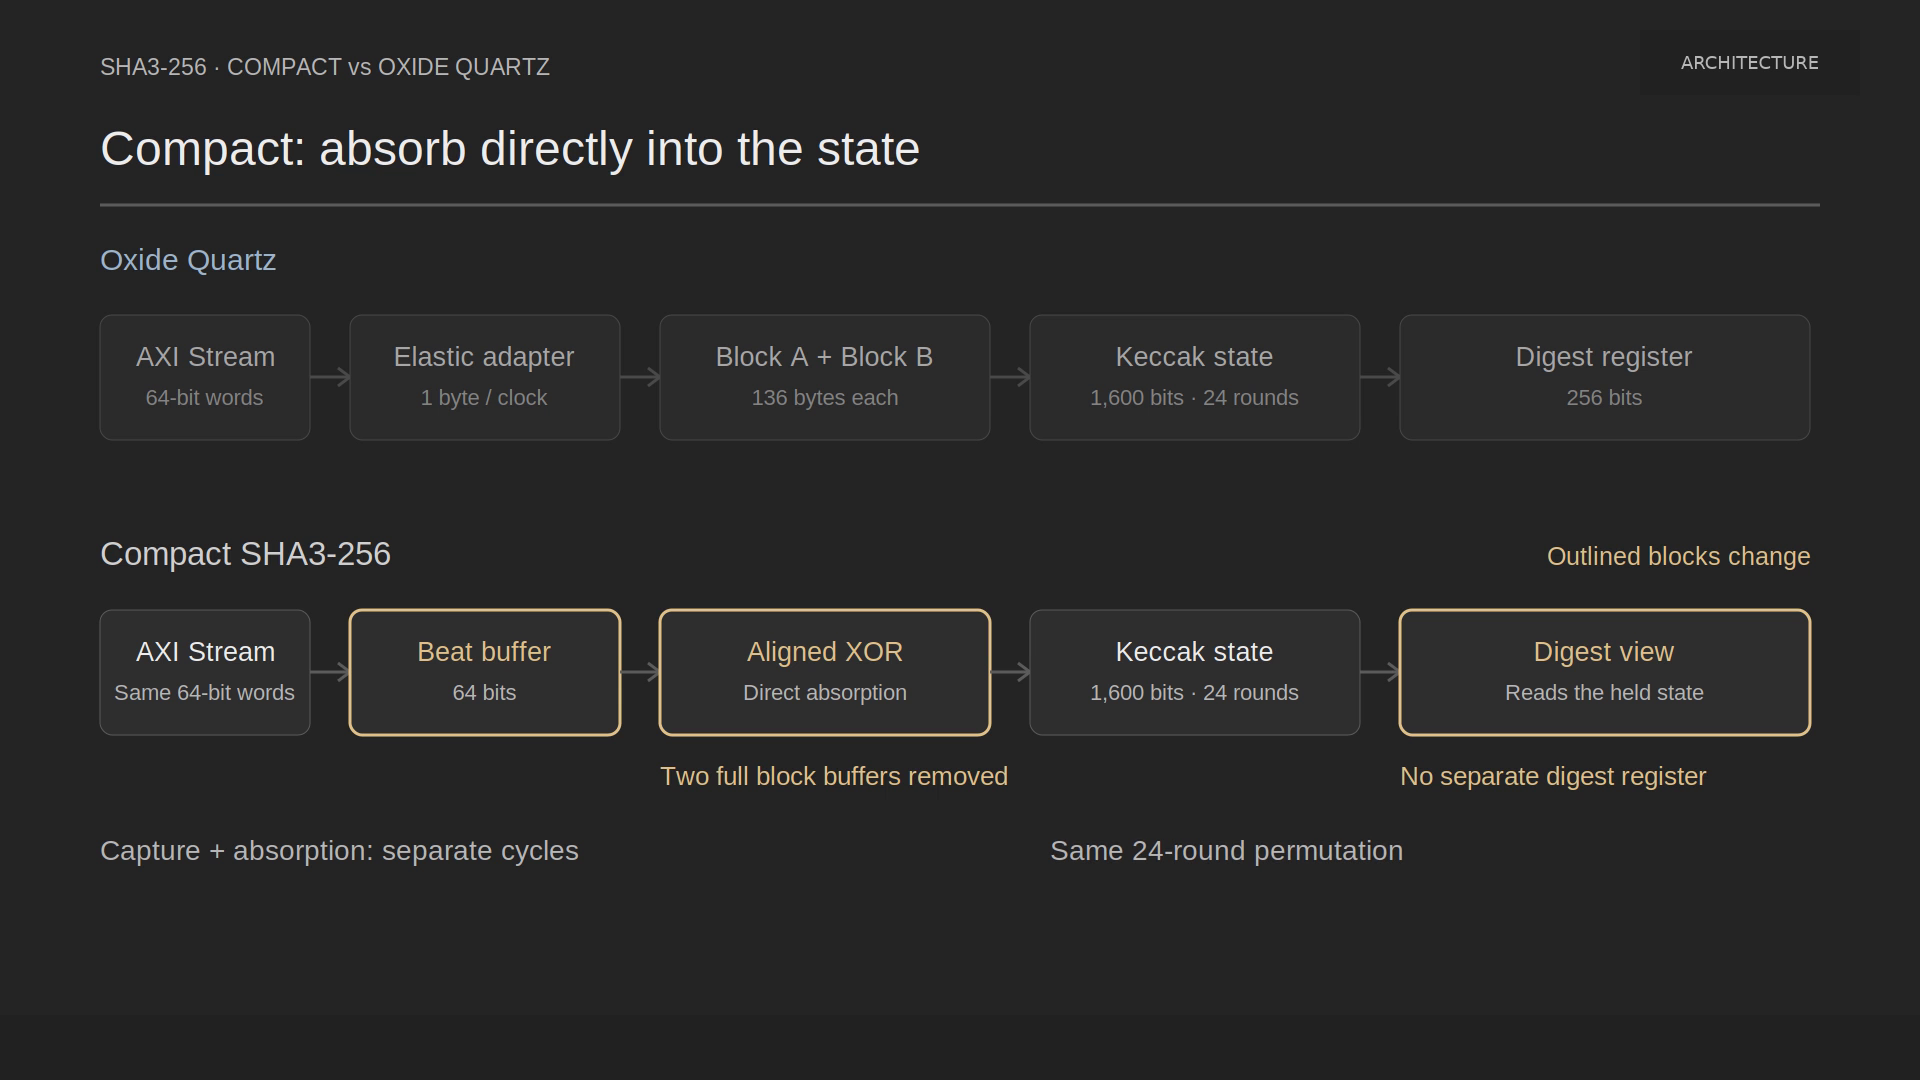 SHA3-256 · COMPACT vs OXIDE QUARTZ
ARCHITECTURE
Compact: absorb directly into the state
Oxide Quartz
AXI Stream
64-bit words
Elastic adapter
1 byte / clock
Block A + Block B
136 bytes each
Keccak state
1,600 bits · 24 rounds
Digest register
256 bits
Compact SHA3-256
Outlined blocks change
AXI Stream
Same 64-bit words
Beat buffer
64 bits
Aligned XOR
Direct absorption
Keccak state
1,600 bits · 24 rounds
Digest view
Reads the held state
Two full block buffers removed
No separate digest register
Capture + absorption: separate cycles
Same 24-round permutation